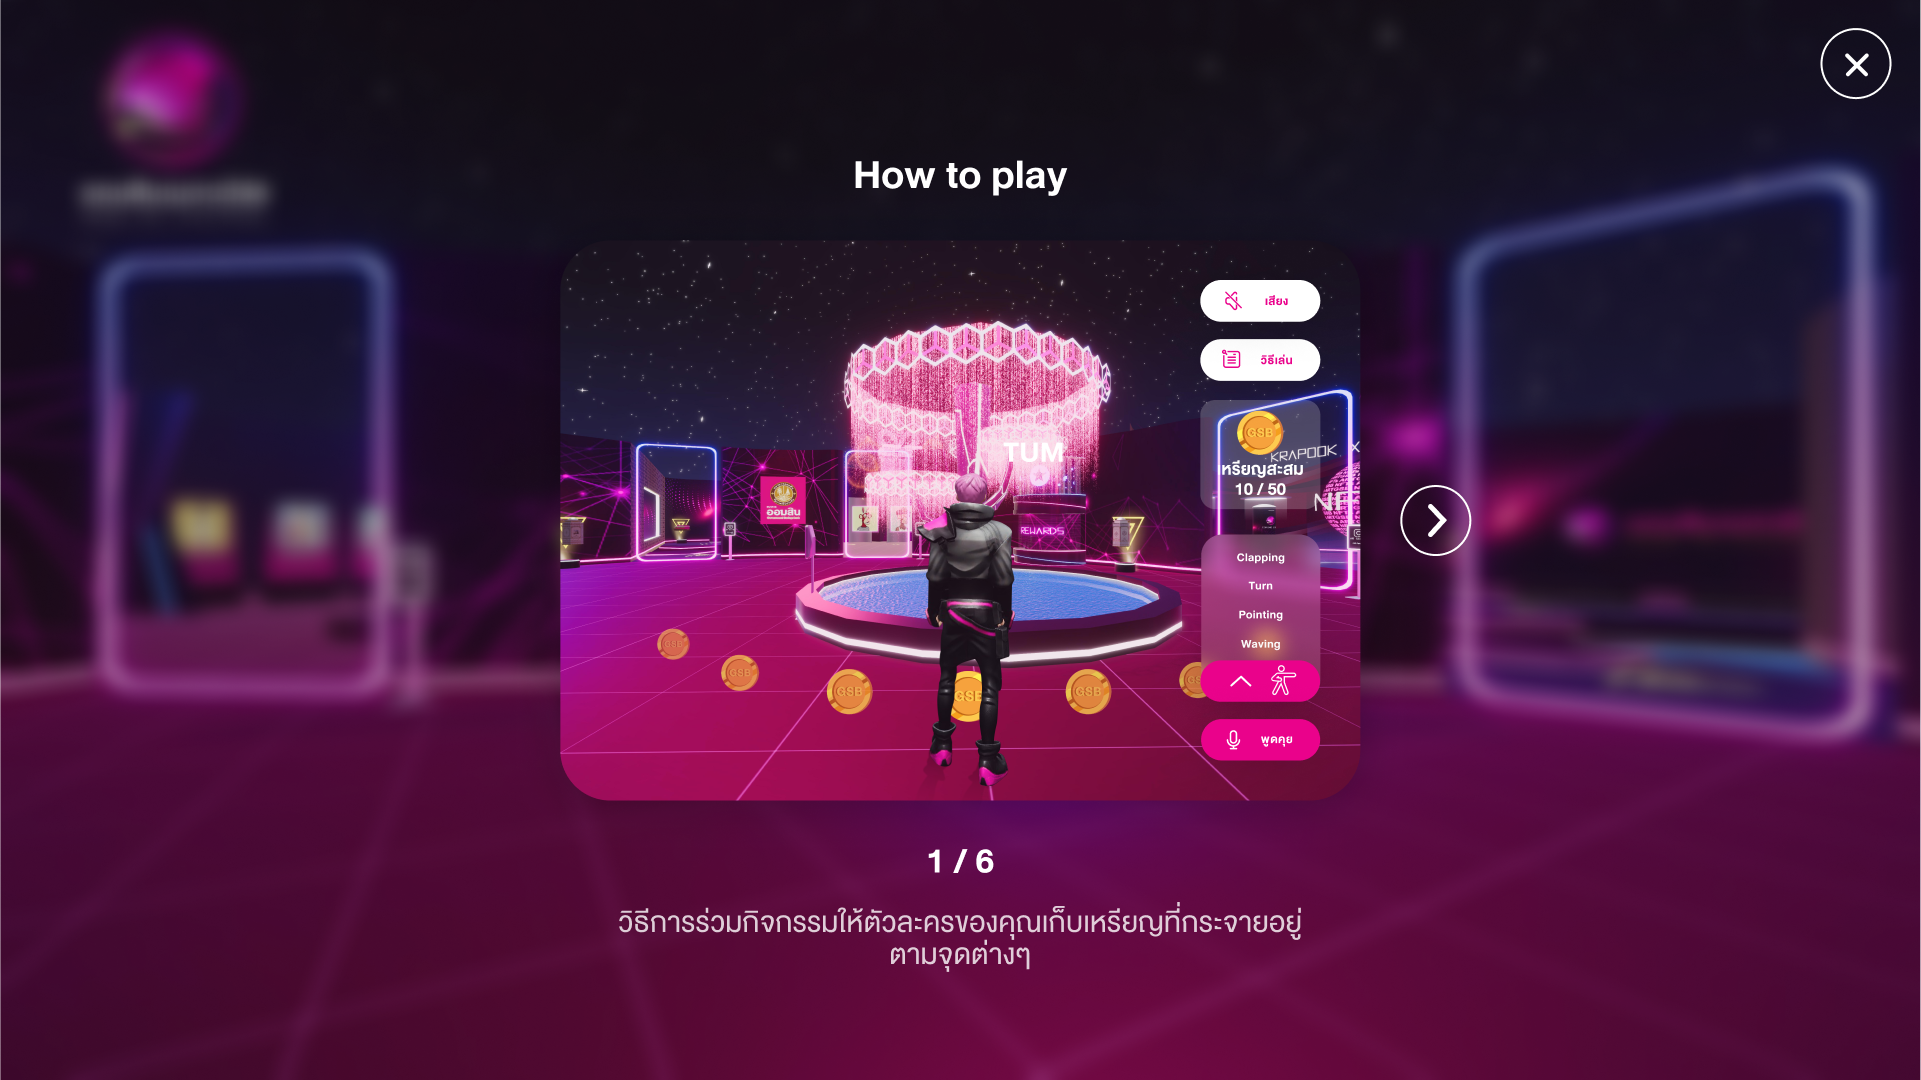 How to play
เสียง
วิธีเล่น
GSB
KRAPOOK X
เหรียญสะสม
10 / 50
TUM
NF
ออมสิน
REWARDS
Clapping
Turn
Pointing
Waving
GSB
GSB
GSB
GSB
GSB
พูดคุย
1 / 6
วิธีการร่วมกิจกรรมให้ตัวละครของคุณเก็บเหรียญที่กระจายอยู่
ตามจุดต่างๆ